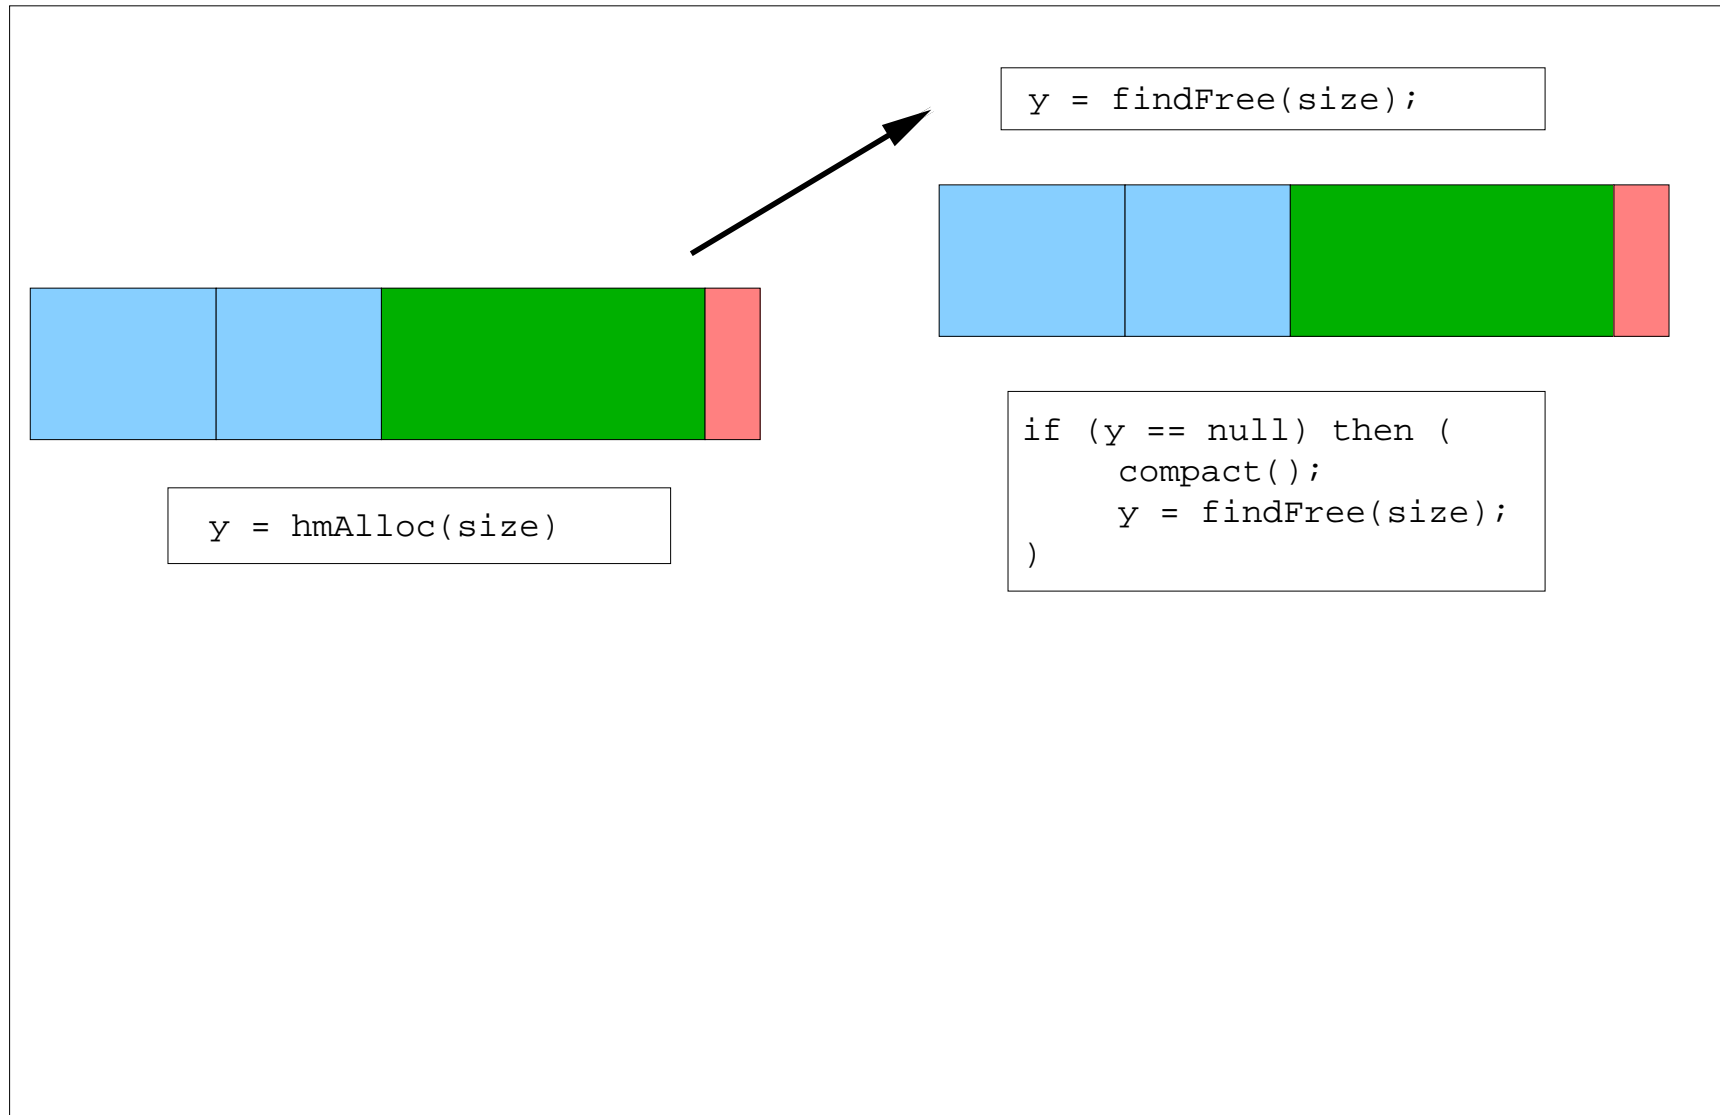 y = findFree(size);
y = hmAlloc(size)
if (y == null) then (
compact();
y = findFree(size);
)